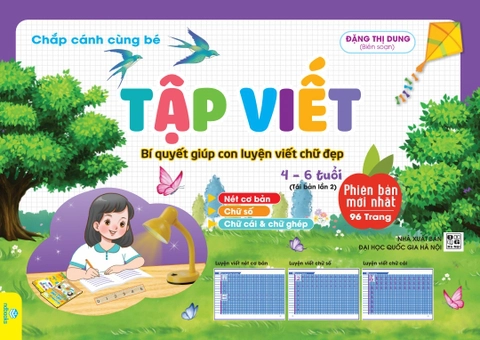 Chắp cánh cùng bé
ĐẶNG THỊ DUNG
(Biên soạn)
TẬP VIẾT
Bí quyết giúp con luyện viết chữ đẹp
4 - 6 tuổi
(Tái bản lần 2)
Nét cơ bản
Chữ số
Chữ cái & chữ ghép
Phiên bản
mới nhất
96 Trang
NHÀ XUẤT BẢN
ĐẠI HỌC QUỐC GIA HÀ NỘI
Luyện viết nét cơ bản
Luyện viết chữ số
Luyện viết chữ cái